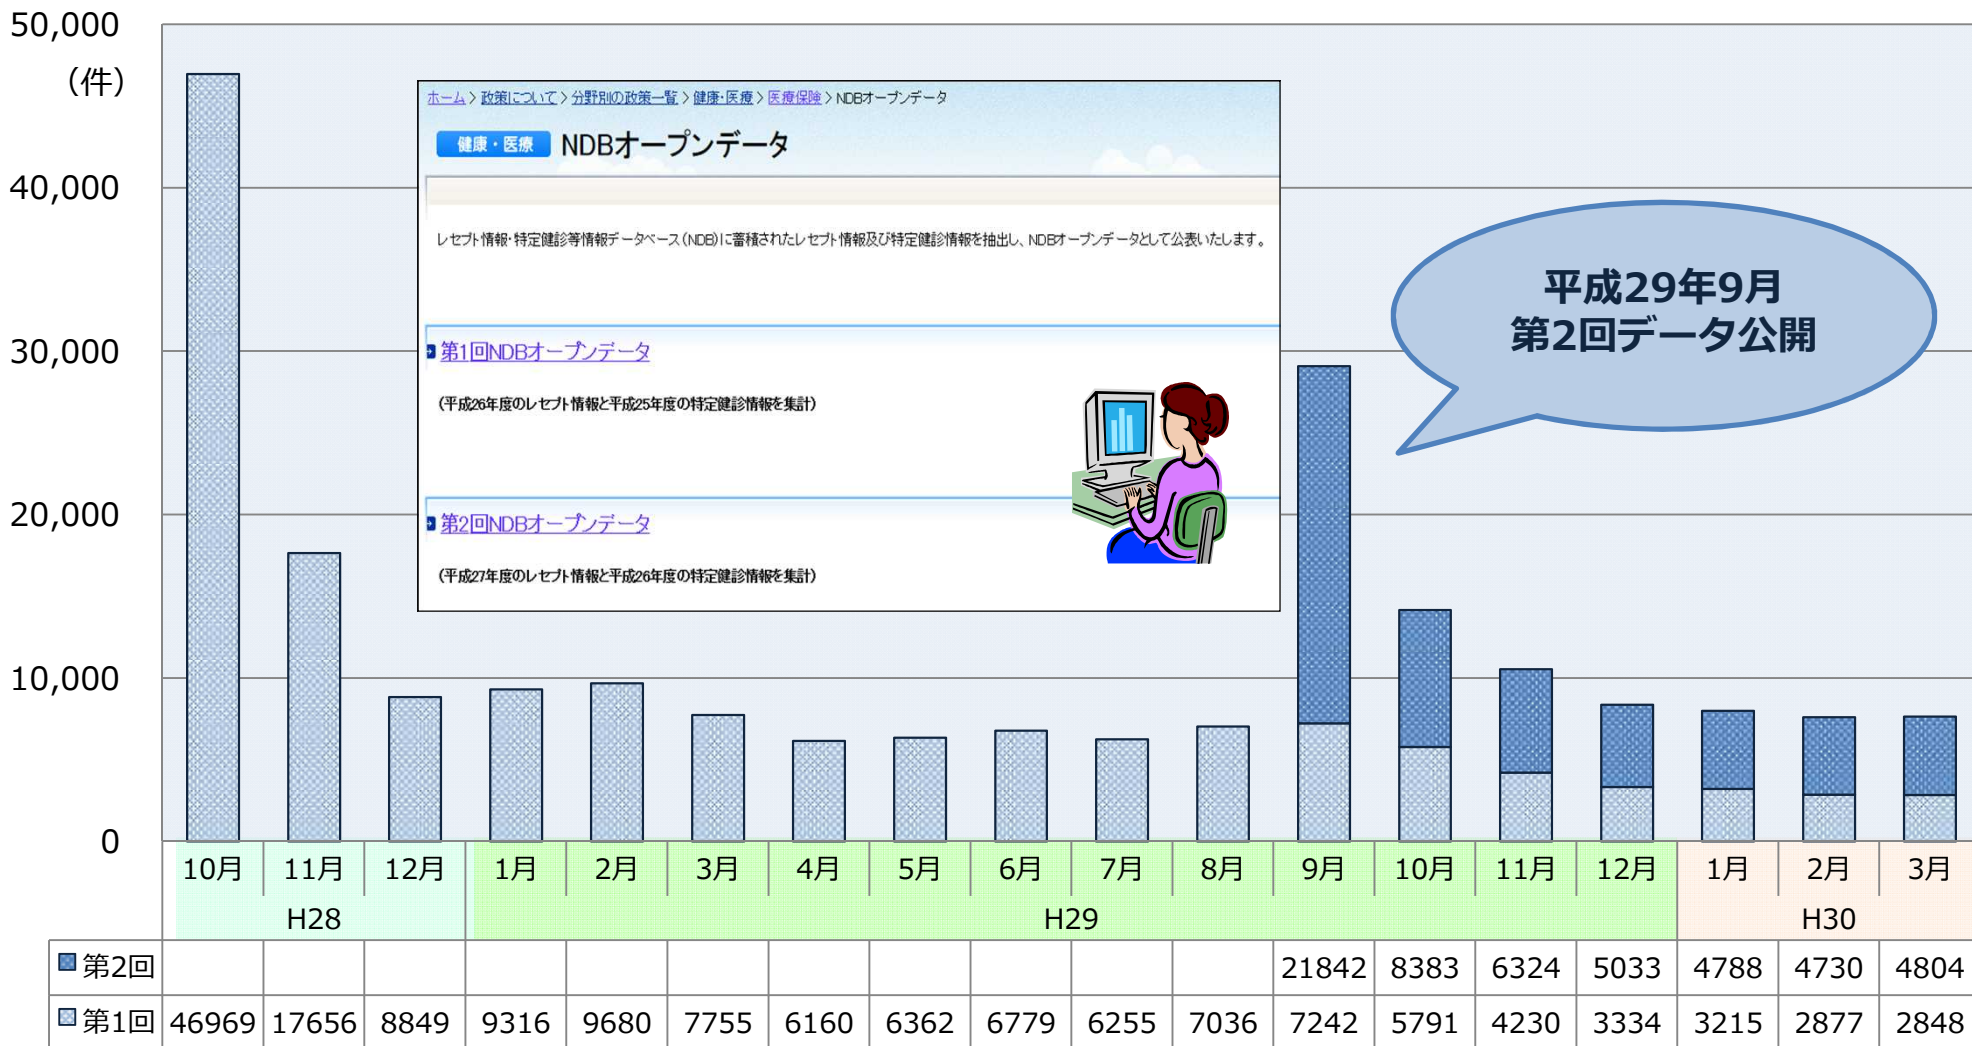 50,000
(件)
40,000
30,000
20,000
10,000
0
ホーム > 政策について > 分野別の政策一覧 > 健康・医療 > 医療保険 > NDBオープンデータ
健康・医療 NDBオープンデータ
レセプト情報・特定健診等情報データベース(NDB)に蓄積されたレセプト情報及び特定健診情報を抽出し、NDBオープンデータとして公表いたします。
第1回NDBオープンデータ
(平成26年度のレセプト情報と平成25年度の特定健診情報を集計)
第2回NDBオープンデータ
(平成27年度のレセプト情報と平成26年度の特定健診情報を集計)
平成29年9月
第2回データ公開
10月 11月 12月 1月 2月 3月 4月 5月 6月 7月 8月 9月 10月 11月 12月 1月 2月 3月
H28 H29 H30
第2回 21842 8383 6324 5033 4788 4730 4804
第1回 46969 17656 8849 9316 9680 7755 6160 6362 6779 6255 7036 7242 5791 4230 3334 3215 2877 2848